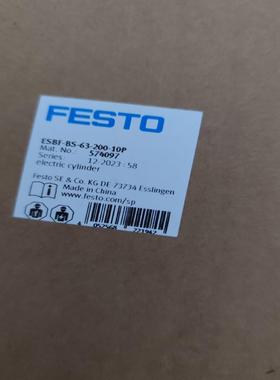 FESTO
ESBF-BS-63-200-10P
Mat. No.: 574097
Series: 12.2023:58
electric cylinder
Festo SE & Co. KG DE 73734 Esslingen
Made in China
www.festo.com/sp